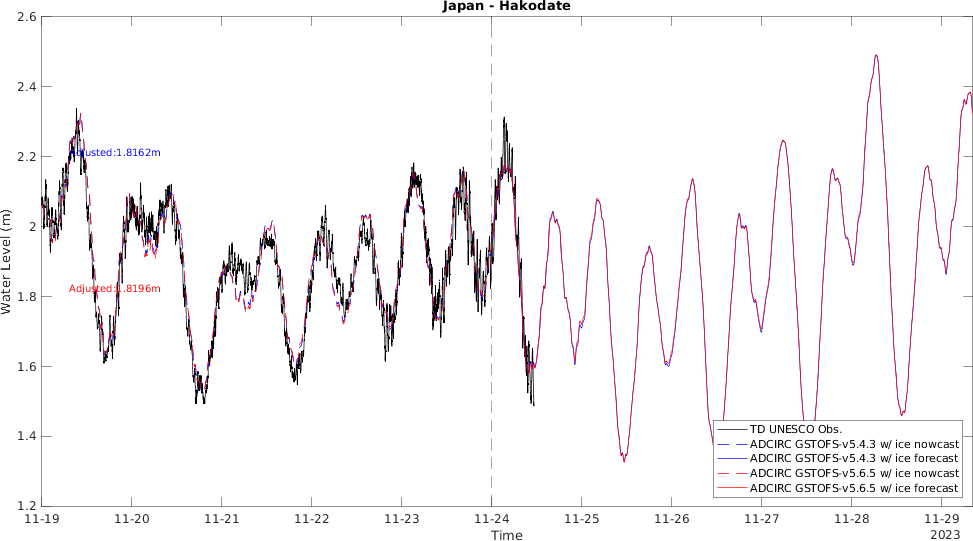 Japan - Hakodate
2.6
2.4
2.2
2
1.8
1.6
1.4
1.2
Water Level (m)
Adjusted:1.8162m
Adjusted:1.8196m
TD UNESCO Obs.
ADCIRC GSTOFS-v5.4.3 w/ ice nowcast
ADCIRC GSTOFS-v5.4.3 w/ ice forecast
ADCIRC GSTOFS-v5.6.5 w/ ice nowcast
ADCIRC GSTOFS-v5.6.5 w/ ice forecast
11-19 11-20 11-21 11-22 11-23 11-24 11-25 11-26 11-27 11-28 11-29
Time
2023